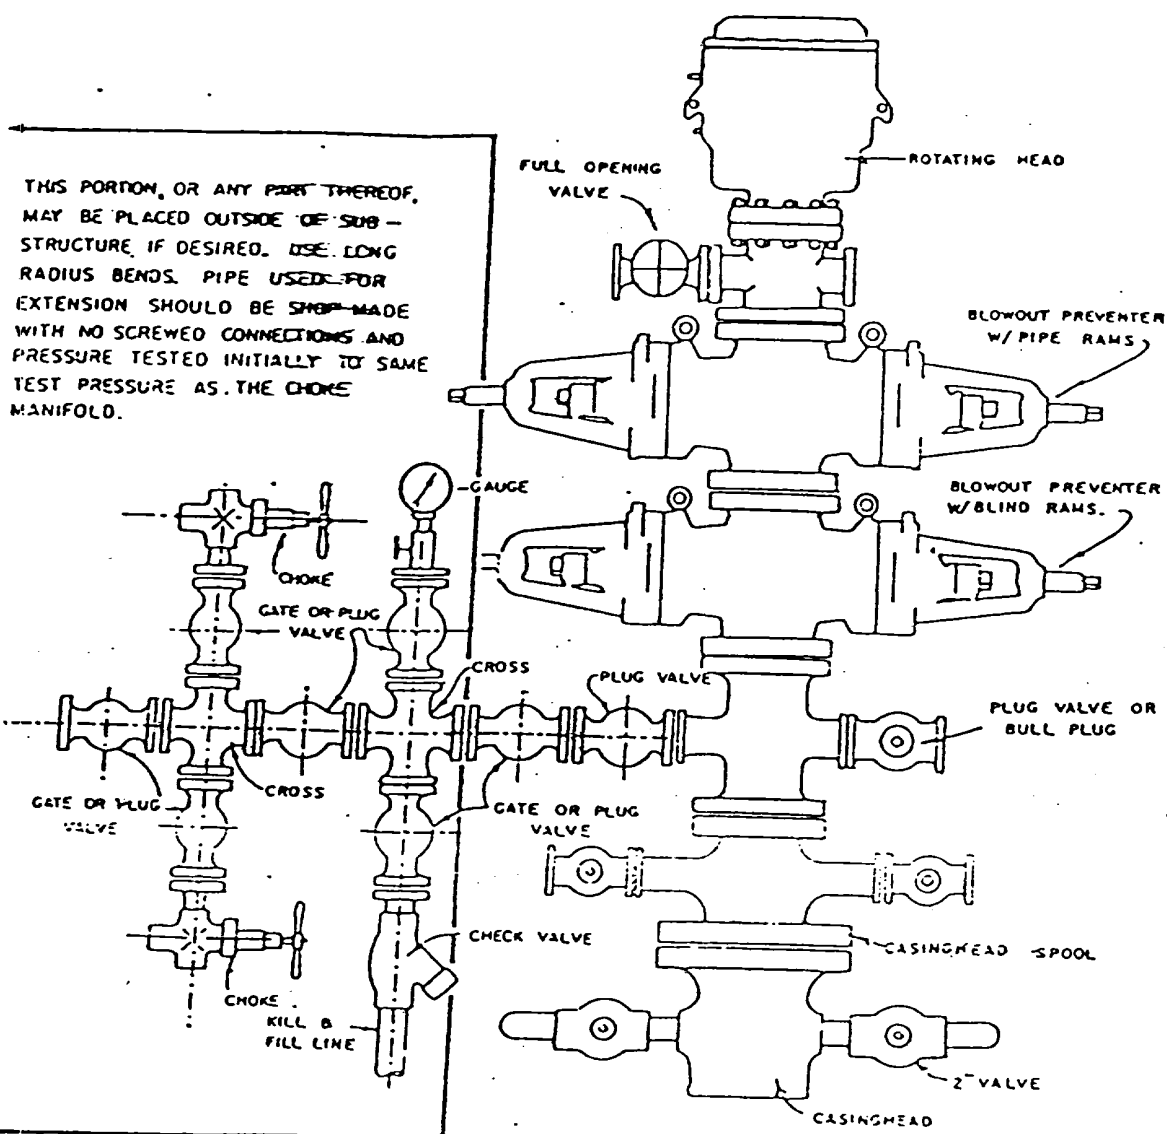 THIS PORTION, OR ANY PART THEREOF,
MAY BE PLACED OUTSIDE OF SUB-
STRUCTURE IF DESIRED. USE LONG
RADIUS BENDS. PIPE USED FOR
EXTENSION SHOULD BE SHOP MADE
WITH NO SCREWED CONNECTIONS AND
PRESSURE TESTED INITIALLY TO SAME
TEST PRESSURE AS THE CHOKE
MANIFOLD.
FULL OPENING
VALVE
ROTATING HEAD
BLOWOUT PREVENTER
W/ PIPE RAMS
GAUGE
BLOWOUT PREVENTER
W/BLIND RAMS.
CHOKE
GATE OR PLUG
VALVE
CROSS
PLUG VALVE
PLUG VALVE OR
BULL PLUG
GATE OR PLUG
VALVE
CROSS
GATE OR PLUG
VALVE
CHECK VALVE
CASINGHEAD SPOOL
CHOKE
KILL &
FILL LINE
2" VALVE
CASINGHEAD